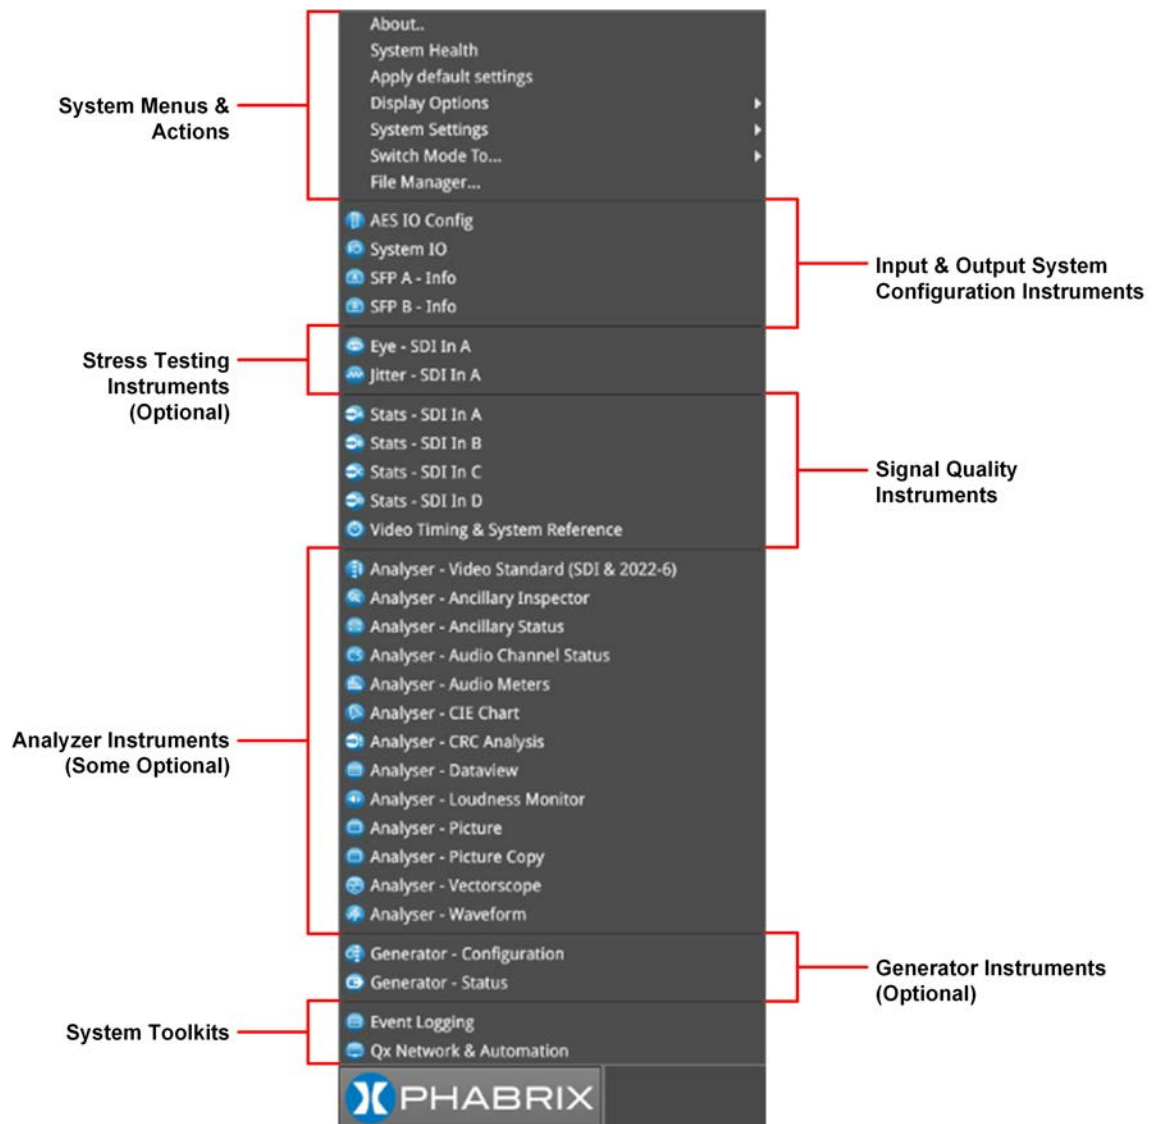 About..
System Health
Apply default settings
Display Options
System Settings
Switch Mode To...
File Manager...
System Menus &
Actions
AES IO Config
System IO
SFP A - Info
SFP B - Info
Input & Output System
Configuration Instruments
Eye - SDI In A
Jitter - SDI In A
Stress Testing
Instruments
(Optional)
Stats - SDI In A
Stats - SDI In B
Stats - SDI In C
Stats - SDI In D
Video Timing & System Reference
Signal Quality
Instruments
Analyser - Video Standard (SDI & 2022-6)
Analyser - Ancillary Inspector
Analyser - Ancillary Status
CS Analyser - Audio Channel Status
Analyser - Audio Meters
Analyser - CIE Chart
Analyser - CRC Analysis
Analyser - Dataview
Analyser - Loudness Monitor
Analyser - Picture
Analyser - Picture Copy
Analyser - Vectorscope
Analyser - Waveform
Analyzer Instruments
(Some Optional)
Generator - Configuration
Generator - Status
Generator Instruments
(Optional)
Event Logging
Qx Network & Automation
System Toolkits
PHABRIX